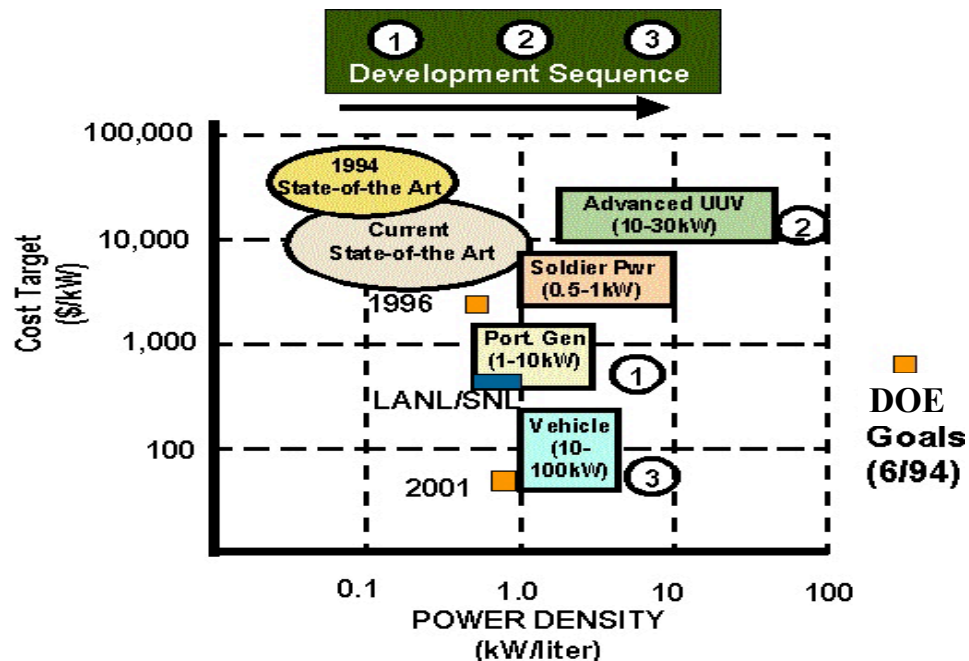 1 2 3
Development Sequence
100,000
10,000
1,000
100
Cost Target
($/kW)
1994
State-of-the Art
Current
State-of-the Art
Advanced UUV
(10-30kW)
2
Soldier Pwr
(0.5-1kW)
1996
Port. Gen
(1-10kW)
1
LANL/SNL
Vehicle
(10-
100kW)
3
2001
DOE
Goals
(6/94)
0.1 1.0 10 100
POWER DENSITY
(kW/liter)